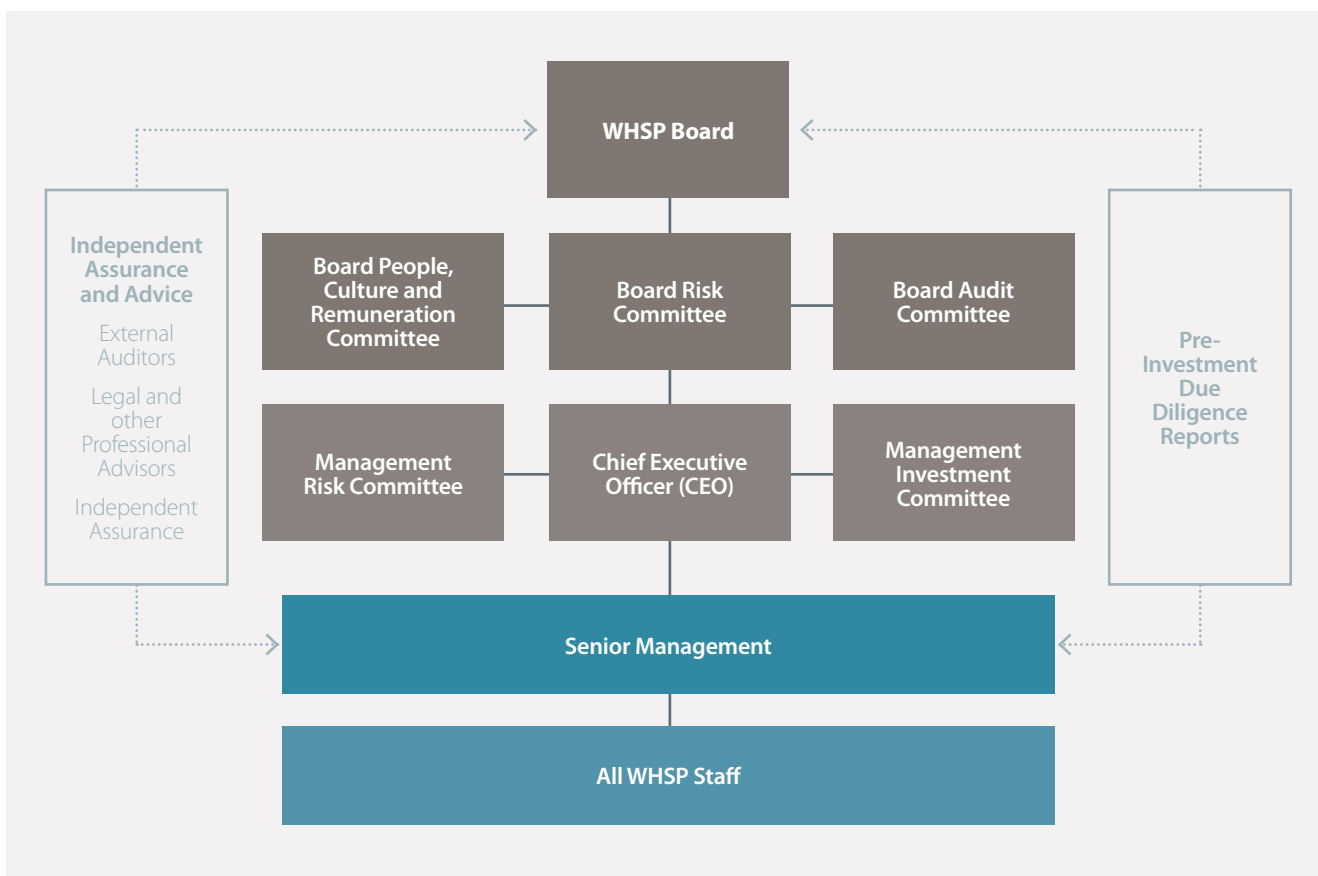 WHSP Board
Independent
Assurance
and Advice
External
Auditors
Legal and
other
Professional
Advisors
Independent
Assurance
Board People,
Culture and
Remuneration
Committee
Board Risk
Committee
Board Audit
Committee
Pre-
Investment
Due
Diligence
Reports
Management
Risk Committee
Chief Executive
Officer (CEO)
Management
Investment
Committee
Senior Management
All WHSP Staff